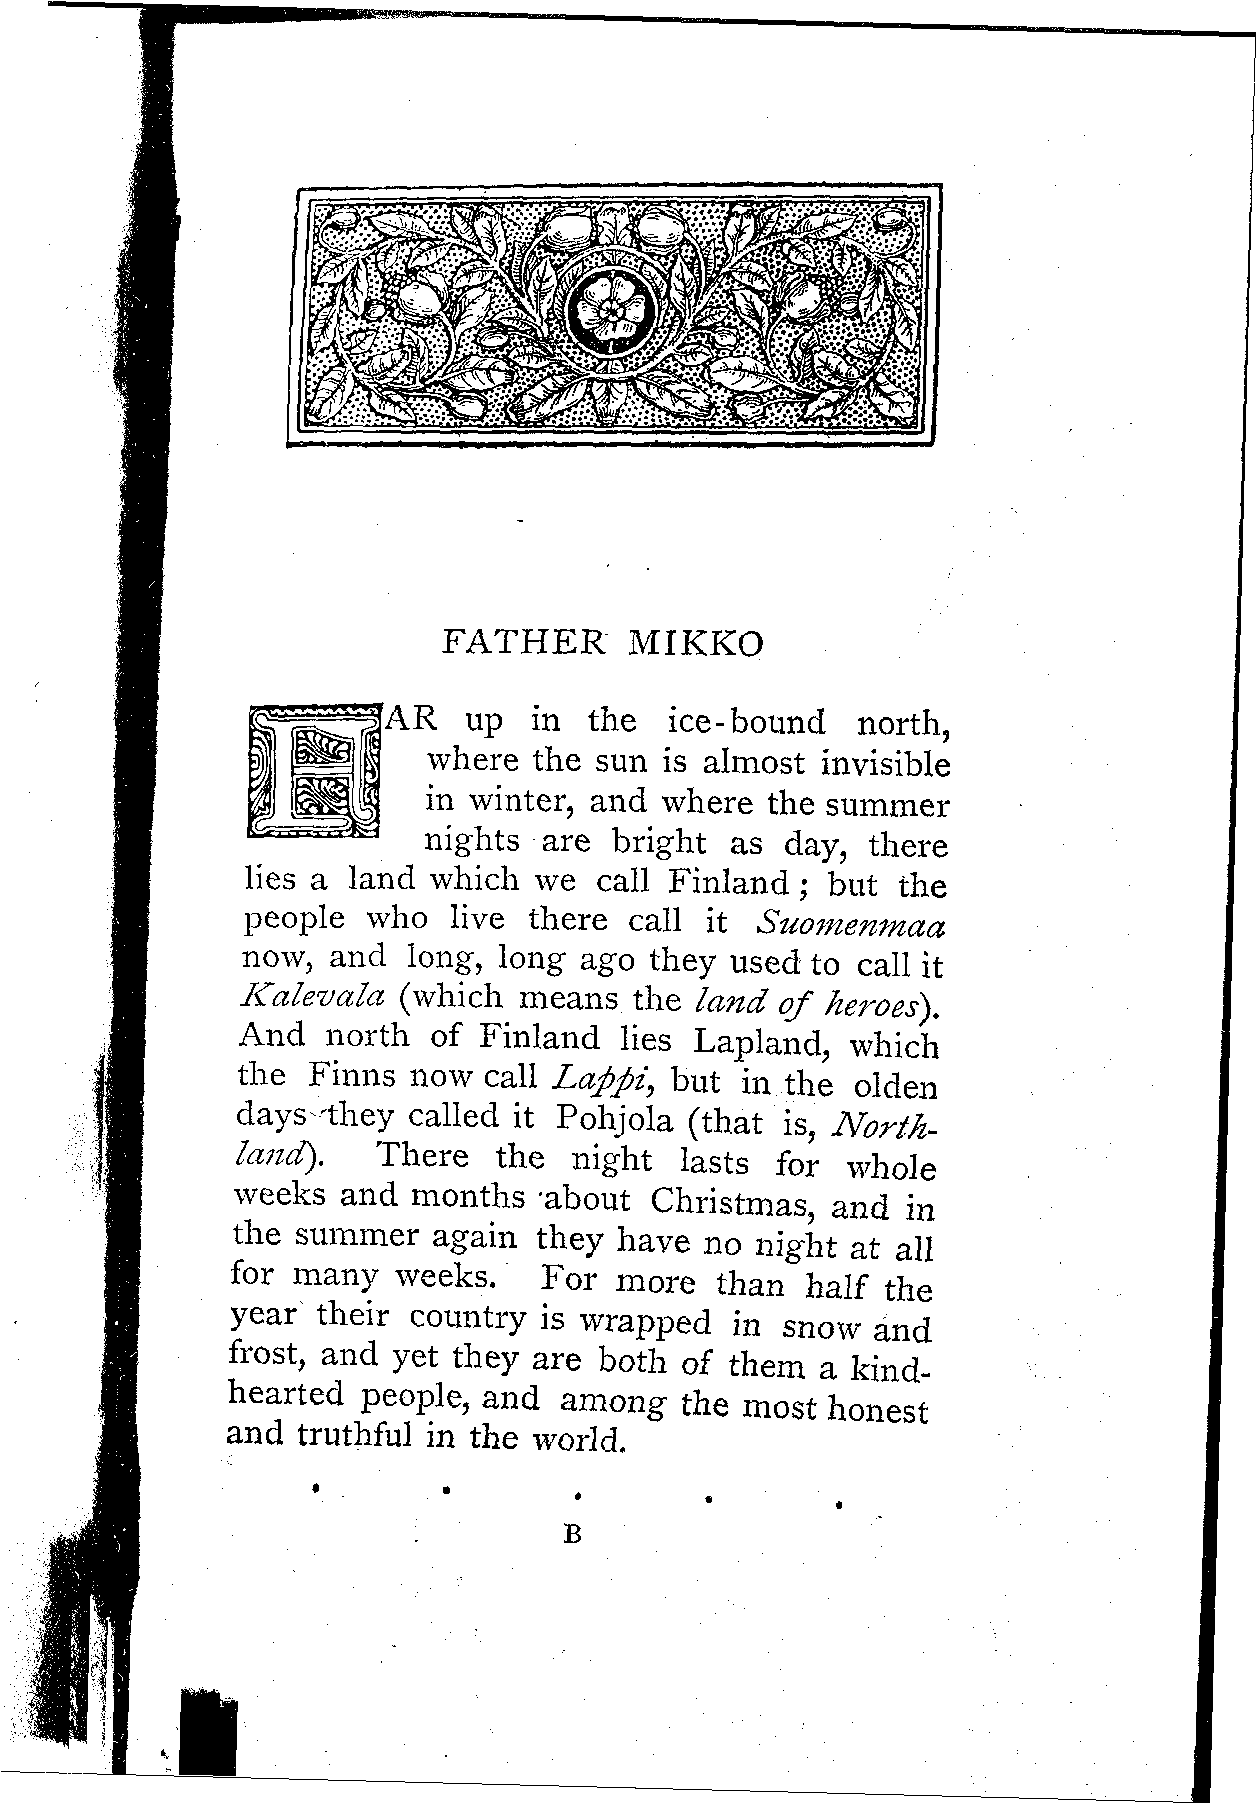 FATHER MIKKO
FAR up in the ice-bound north,
where the sun is almost invisible
in winter, and where the summer
nights are bright as day, there
lies a land which we call Finland; but the
people who live there call it Suomenmaa
now, and long, long ago they used to call it
Kalevala (which means the land of heroes).
And north of Finland lies Lapland, which
the Finns now call Lappi, but in the olden
days they called it Pohjola (that is, North-
land). There the night lasts for whole
weeks and months about Christmas, and in
the summer again they have no night at all
for many weeks. For more than half the
year their country is wrapped in snow and
frost, and yet they are both of them a kind-
hearted people, and among the most honest
and truthful in the world.
. . . . .
B